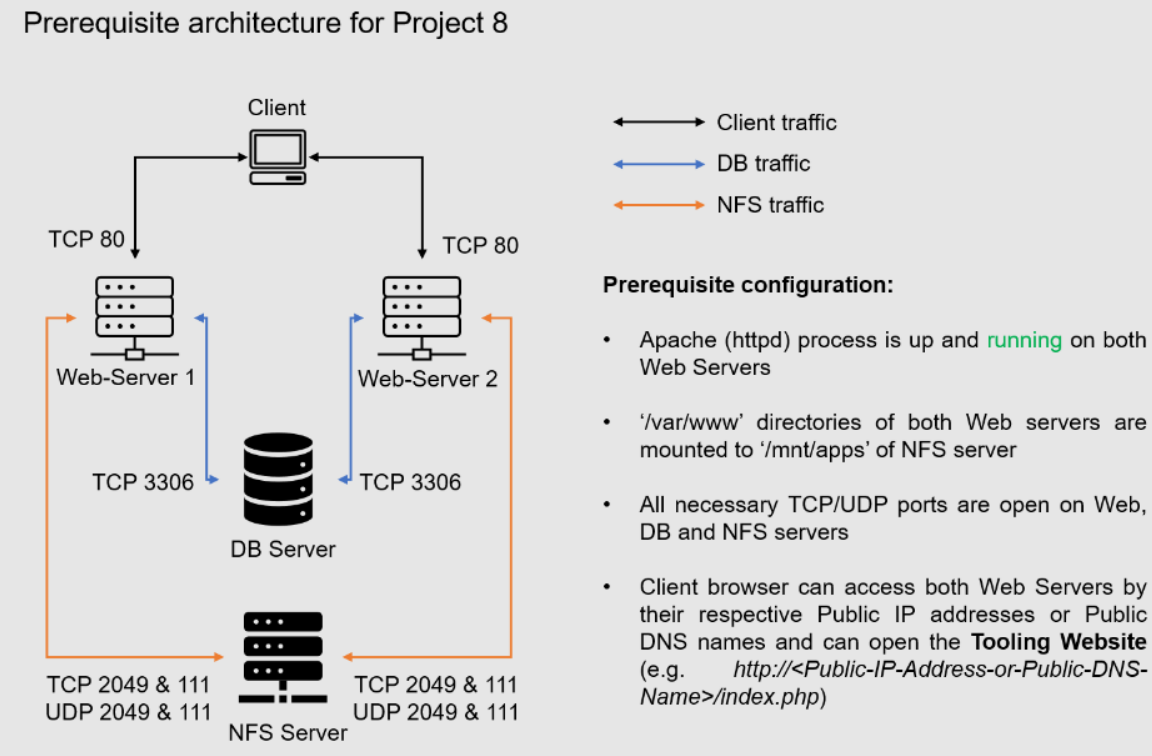 Prerequisite architecture for Project 8
Client
TCP 80
TCP 80
Web-Server 1
Web-Server 2
TCP 3306
TCP 3306
DB Server
TCP 2049 & 111
UDP 2049 & 111
TCP 2049 & 111
UDP 2049 & 111
NFS Server
Client traffic
DB traffic
NFS traffic
Prerequisite configuration:
• Apache (httpd) process is up and running on both
Web Servers
• ‘/var/www’ directories of both Web servers are
mounted to ‘/mnt/apps’ of NFS server
• All necessary TCP/UDP ports are open on Web,
DB and NFS servers
• Client browser can access both Web Servers by
their respective Public IP addresses or Public
DNS names and can open the Tooling Website
(e.g. http://<Public-IP-Address-or-Public-DNS-
Name>/index.php)